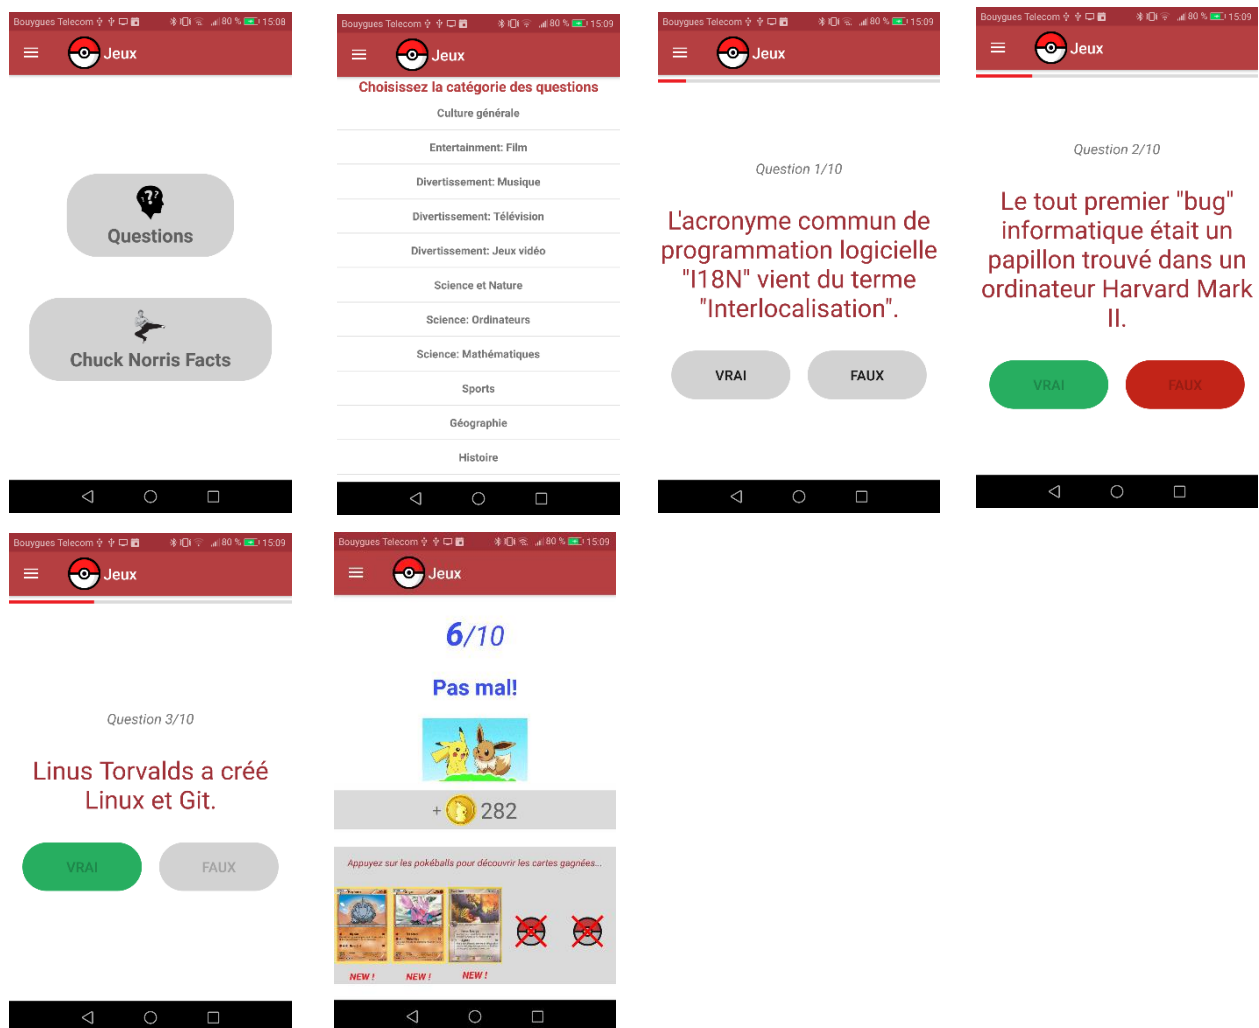 Bouygues Telecom 80 % 15:08
Jeux
Questions
Chuck Norris Facts
Bouygues Telecom 80 % 15:09
Jeux
Choisissez la catégorie des questions
Culture générale
Entertainment: Film
Divertissement: Musique
Divertissement: Télévision
Divertissement: Jeux vidéo
Science et Nature
Science: Ordinateurs
Science: Mathématiques
Sports
Géographie
Histoire
Bouygues Telecom 80 % 15:09
Jeux
Question 1/10
L'acronyme commun de
programmation logicielle
"I18N" vient du terme
"Interlocalisation".
VRAI FAUX
Bouygues Telecom 80 % 15:09
Jeux
Question 2/10
Le tout premier "bug"
informatique était un
papillon trouvé dans un
ordinateur Harvard Mark
II.
VRAI FAUX
Bouygues Telecom 80 % 15:09
Jeux
Question 3/10
Linus Torvalds a créé
Linux et Git.
VRAI FAUX
Bouygues Telecom 80 % 15:09
Jeux
6/10
Pas mal!
+ 282
Appuyez sur les pokéballs pour découvrir les cartes gagnées...
NEW ! NEW ! NEW !